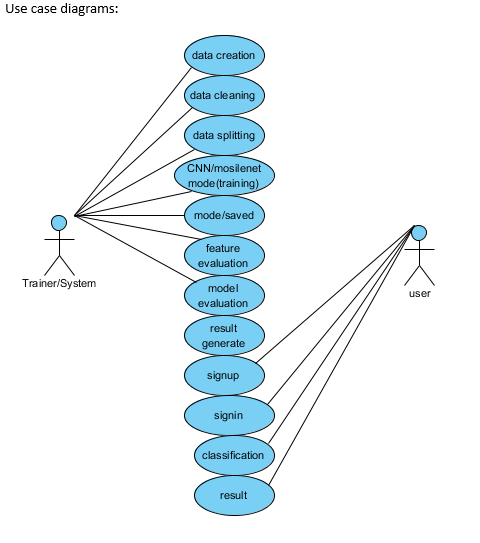 Use case diagrams:
data creation
data cleaning
data splitting
CNN/mosilenet
mode(training)
mode/saved
feature
evaluation
model
evaluation
result
generate
signup
signin
classification
result
Trainer/System
user